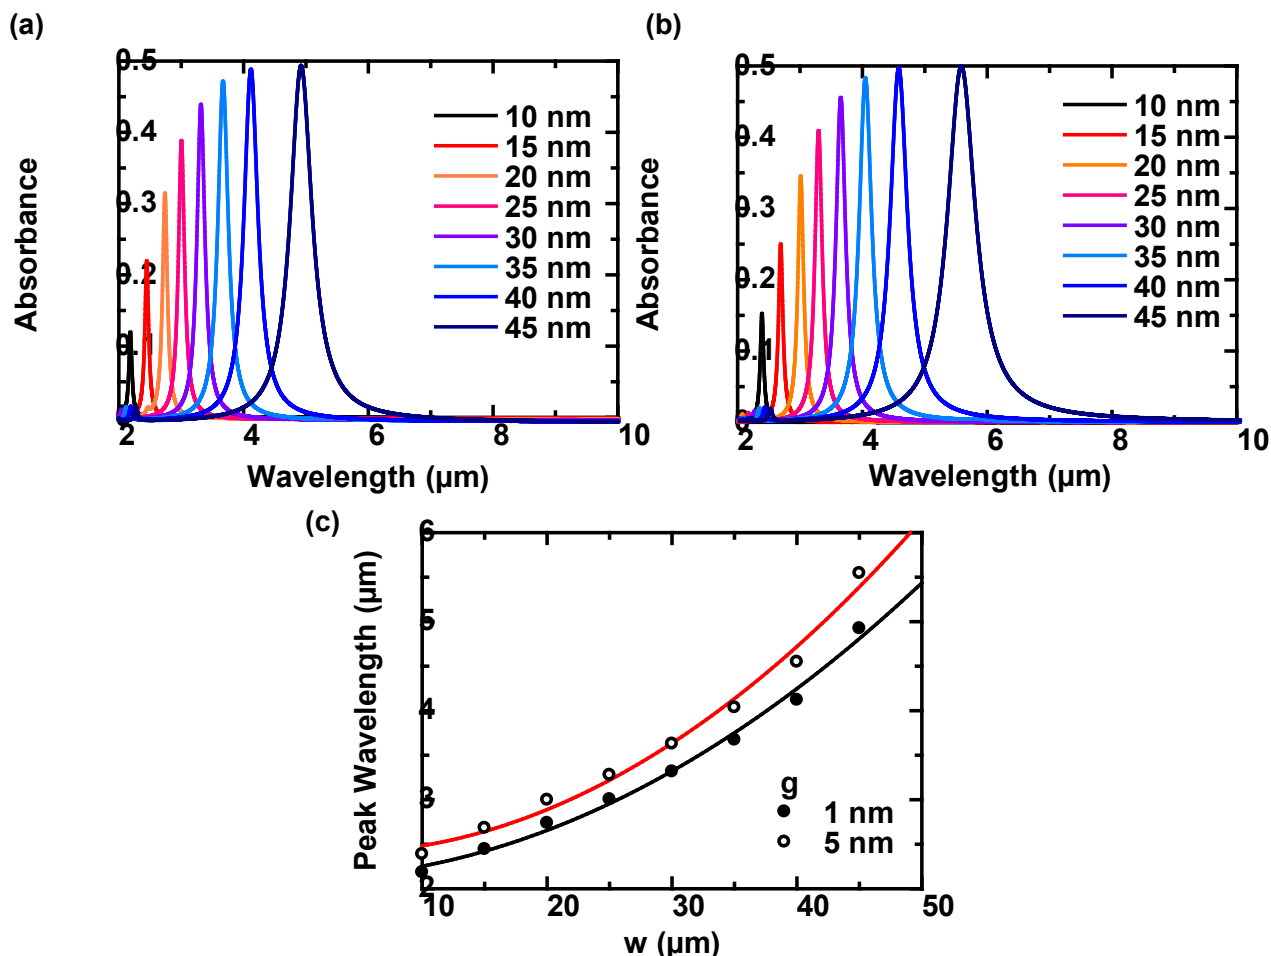 (a)
(b)
0.5
0.4
0.3
0.2
0.1
Absorbance
10 nm
15 nm
20 nm
25 nm
30 nm
35 nm
40 nm
45 nm
2 4 6 8 10
Wavelength (µm)
0.5
0.4
0.3
0.2
0.1
Absorbance
10 nm
15 nm
20 nm
25 nm
30 nm
35 nm
40 nm
45 nm
2 4 6 8 10
Wavelength (µm)
(c)
6
5
4
3
2
Peak Wavelength (µm)
g
1 nm
5 nm
10 20 30 40 50
w (µm)